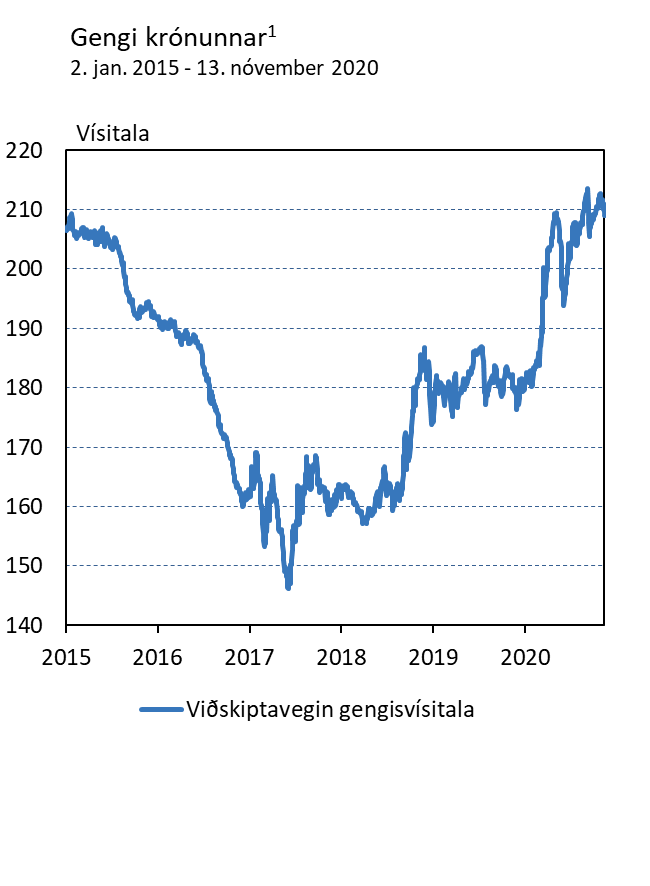 Gengi krónunnar¹
2. jan. 2015 - 13. nóvember 2020
Vísitala
220
210
200
190
180
170
160
150
140
2015 2016 2017 2018 2019 2020
Viðskiptavegin gengisvísitala